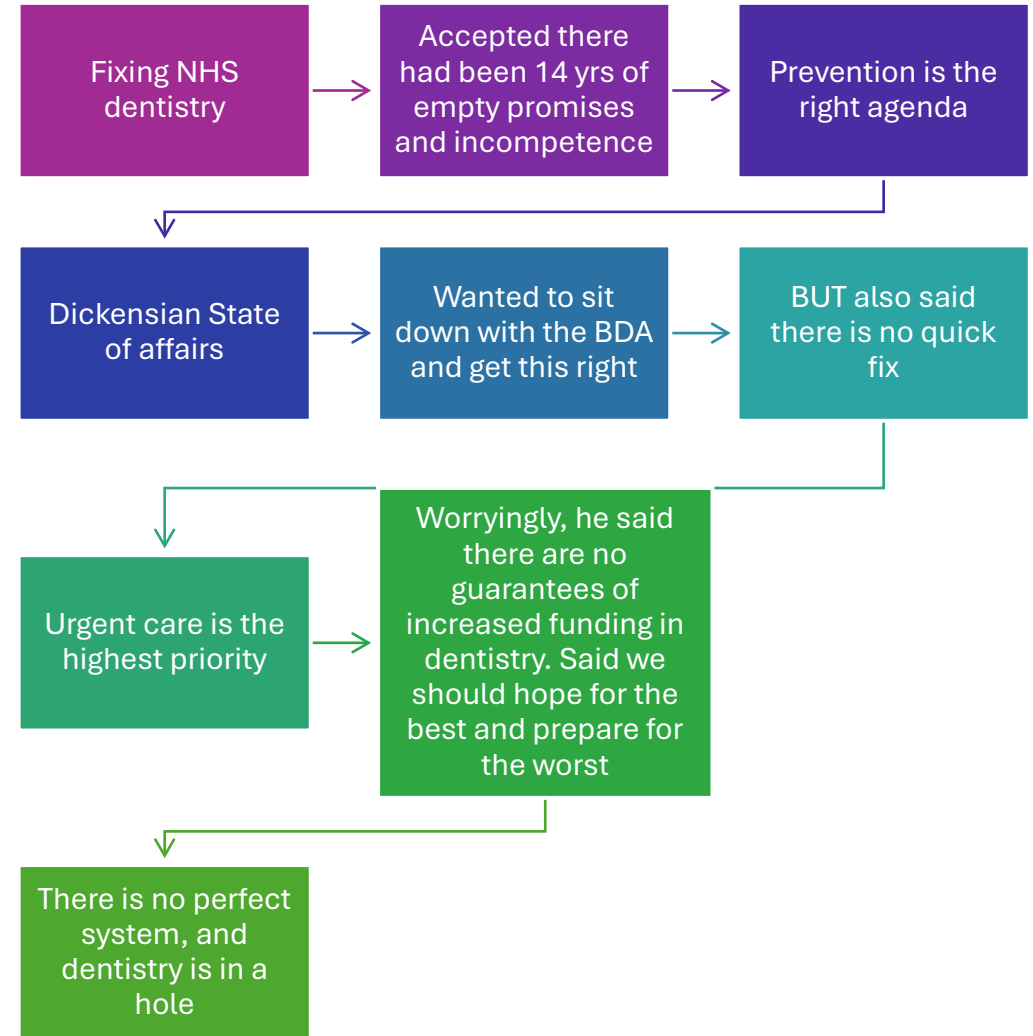 Fixing NHS
dentistry
Accepted there
had been 14 yrs of
empty promises
and incompetence
Prevention is the
right agenda
Dickensian State
of affairs
Wanted to sit
down with the BDA
and get this right
BUT also said
there is no quick
fix
Urgent care is the
highest priority
Worryingly, he said
there are no
guarantees of
increased funding in
dentistry. Said we
should hope for the
best and prepare for
the worst
There is no perfect
system, and
dentistry is in a
hole